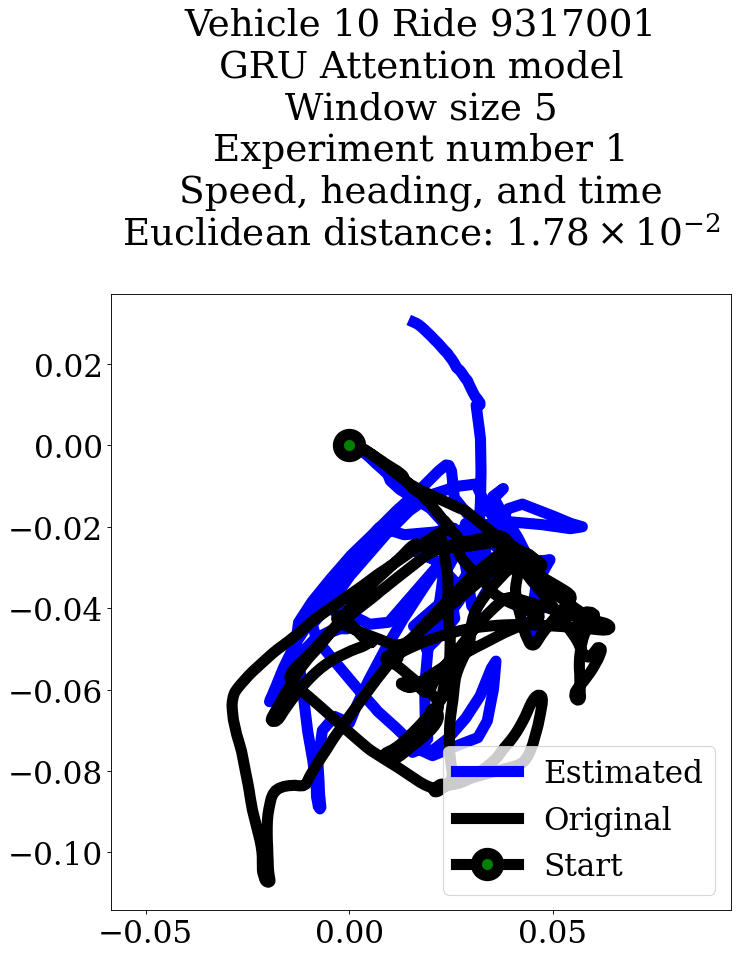 Vehicle 10 Ride 9317001
GRU Attention model
Window size 5
Experiment number 1
Speed, heading, and time
Euclidean distance: 1.78 × 10⁻²
0.02
0.00
−0.02
−0.04
−0.06
−0.08
−0.10
Estimated
Original
Start
−0.05 0.00 0.05